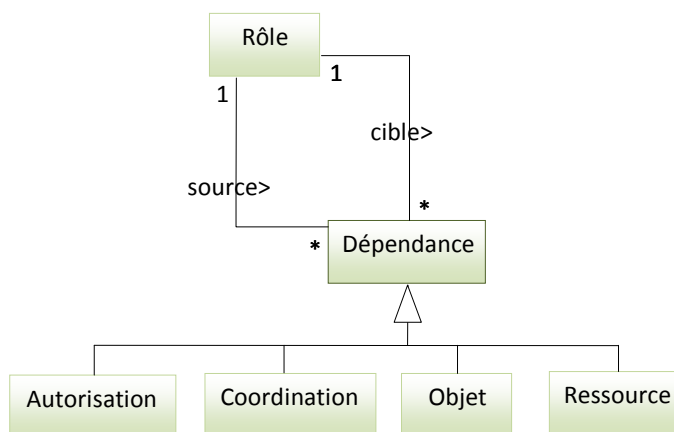 Rôle
1
1
cible>
source>
*
*
Dépendance
Autorisation
Coordination
Objet
Ressource